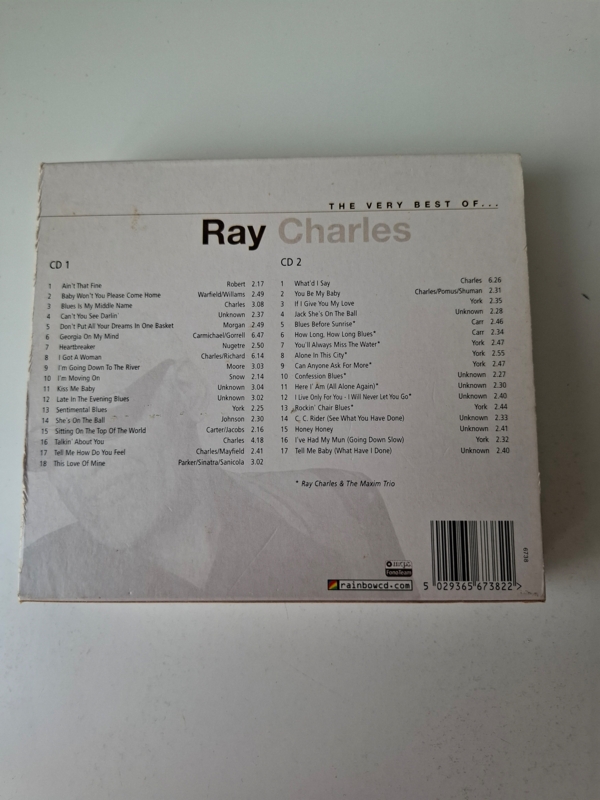 THE VERY BEST OF...
Ray Charles
CD 1
1 Ain't That Fine Robert 2.17
2 Baby Won't You Please Come Home Warfield/Willams 2.49
3 Blues Is My Middle Name Charles 3.08
4 Can't You See Darlin' Unknown 2.37
5 Don't Put All Your Dreams In One Basket Morgan 2.49
6 Georgia On My Mind Carmichael/Gorrell 6.47
7 Heartbreaker Nugetre 2.50
8 I Got A Woman Charles/Richard 6.14
9 I'm Going Down To The River Moore 3.03
10 I'm Moving On Snow 2.14
11 Kiss Me Baby Unknown 3.04
12 Late In The Evening Blues Unknown 3.02
13 Sentimental Blues York 2.25
14 She's On The Ball Johnson 2.30
15 Sitting On The Top Of The World Carter/Jacobs 2.16
16 Talkin' About You Charles 4.18
17 Tell Me How Do You Feel Charles/Mayfield 2.41
18 This Love Of Mine Parker/Sinatra/Sanicola 3.02
CD 2
1 What'd I Say Charles 6.26
2 You Be My Baby Charles/Pomus/Shuman 2.31
3 If I Give You My Love York 2.35
4 Jack She's On The Ball Unknown 2.28
5 Blues Before Sunrise* Carr 2.46
6 How Long, How Long Blues* Carr 2.34
7 You'll Always Miss The Water* York 2.47
8 Alone In This City* York 2.55
9 Can Anyone Ask For More* York 2.47
10 Confession Blues* Unknown 2.27
11 Here I Am (All Alone Again)* Unknown 2.30
12 I Live Only For You - I Will Never Let You Go* Unknown 2.40
13 Rockin' Chair Blues* York 2.44
14 C. C. Rider (See What You Have Done) Unknown 2.33
15 Honey Honey Unknown 2.41
16 I've Had My Mun (Going Down Slow) York 2.32
17 Tell Me Baby (What Have I Done) Unknown 2.40
* Ray Charles & The Maxim Trio
6738
rainbowcd.com
5 029365 673822 >